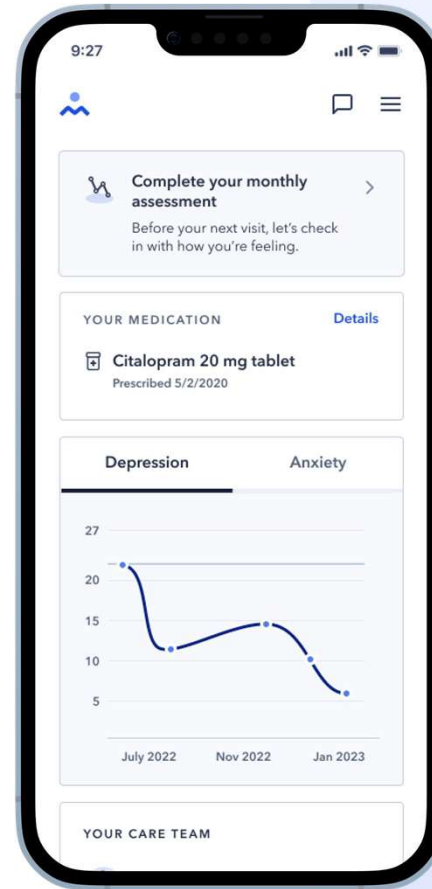 9:27
Complete your monthly
assessment
Before your next visit, let's check
in with how you're feeling.
YOUR MEDICATION Details
Citalopram 20 mg tablet
Prescribed 5/2/2020
Depression Anxiety
27
20
15
10
5
July 2022 Nov 2022 Jan 2023
YOUR CARE TEAM